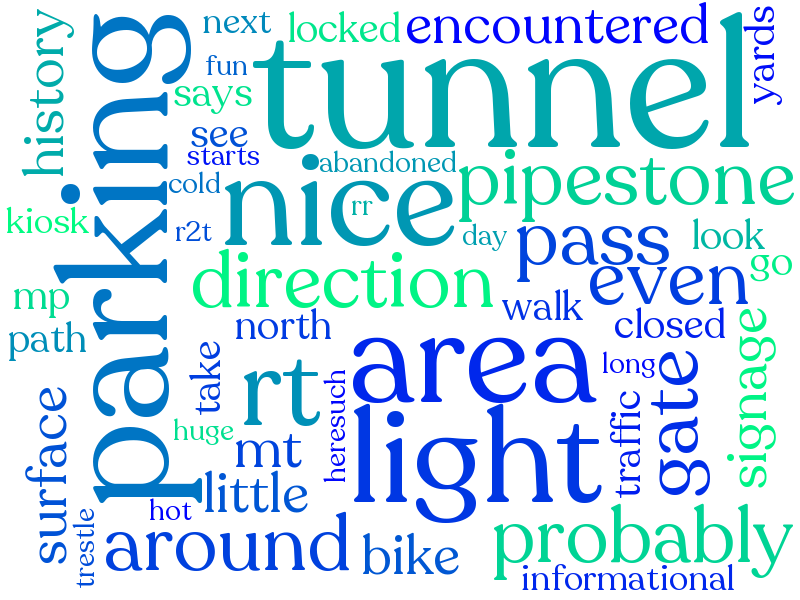 next
locked
encountered
yards
history
parking
tunnel
fun
says
see
starts
abandoned
cold
nice
rr
pipestone
kiosk
r2t
day
pass
look
go
direction
even
mp
path
north
walk
closed
signage
take
rt
area
long
gate
huge
heresuch
traffic
surface
mt
light
little
hot
trestle
around
bike
probably
informational